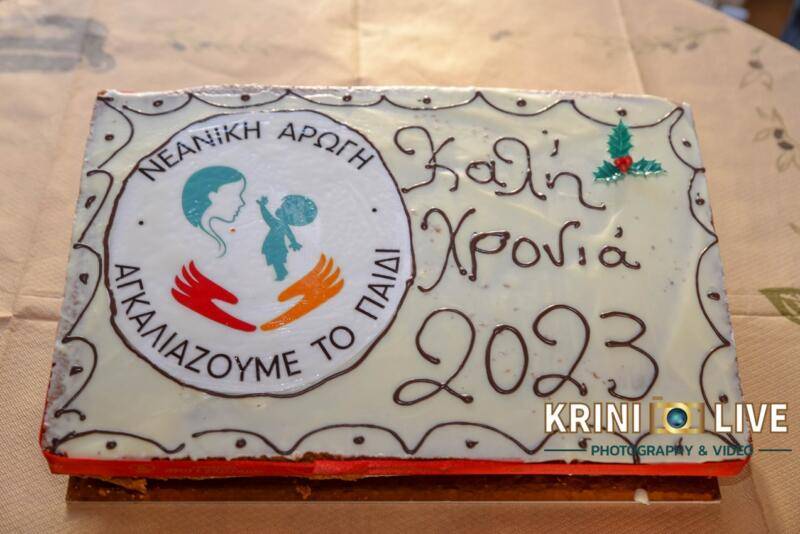 ΝΕΑΝΙΚΗ ΑΡΩΓΗ
ΑΓΚΑΛΙΑΖΟΥΜΕ ΤΟ ΠΑΙΔΙ
Καλή
Χρονιά
2023
KRINI LIVE
PHOTOGRAPHY & VIDEO